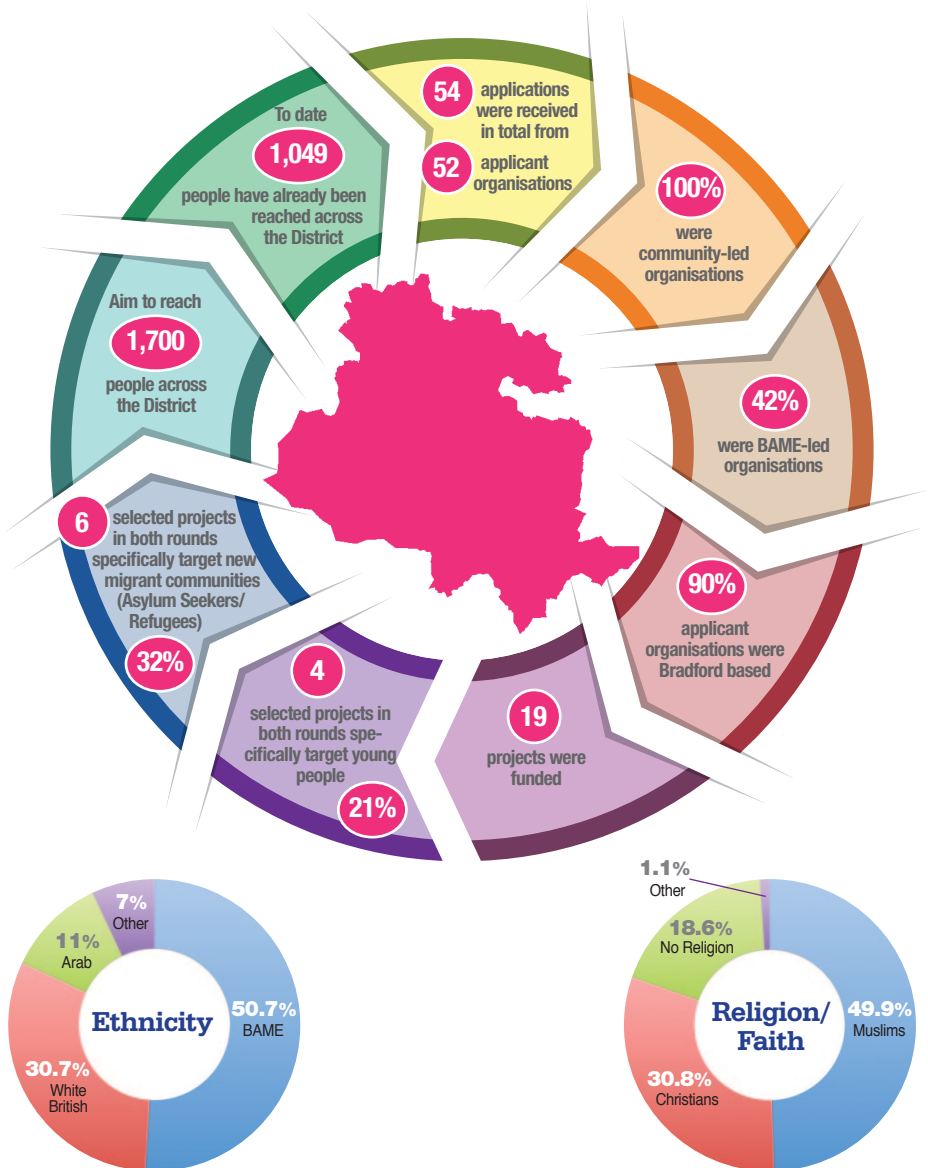 54
applications
were received
in total from
52
applicant
organisations
100%
were
community-led
organisations
42%
were BAME-led
organisations
90%
applicant
organisations were
Bradford based
19
projects were
funded
4
selected projects in
both rounds spe-
cifically target young
people
21%
6
selected projects
in both rounds
specifically target new
migrant communities
(Asylum Seekers/
Refugees)
32%
Aim to reach
1,700
people across
the District
To date
1,049
people have already been
reached across
the District
Ethnicity
50.7%
BAME
30.7%
White
British
11%
Arab
7%
Other
Religion/
Faith
49.9%
Muslims
30.8%
Christians
18.6%
No Religion
1.1%
Other